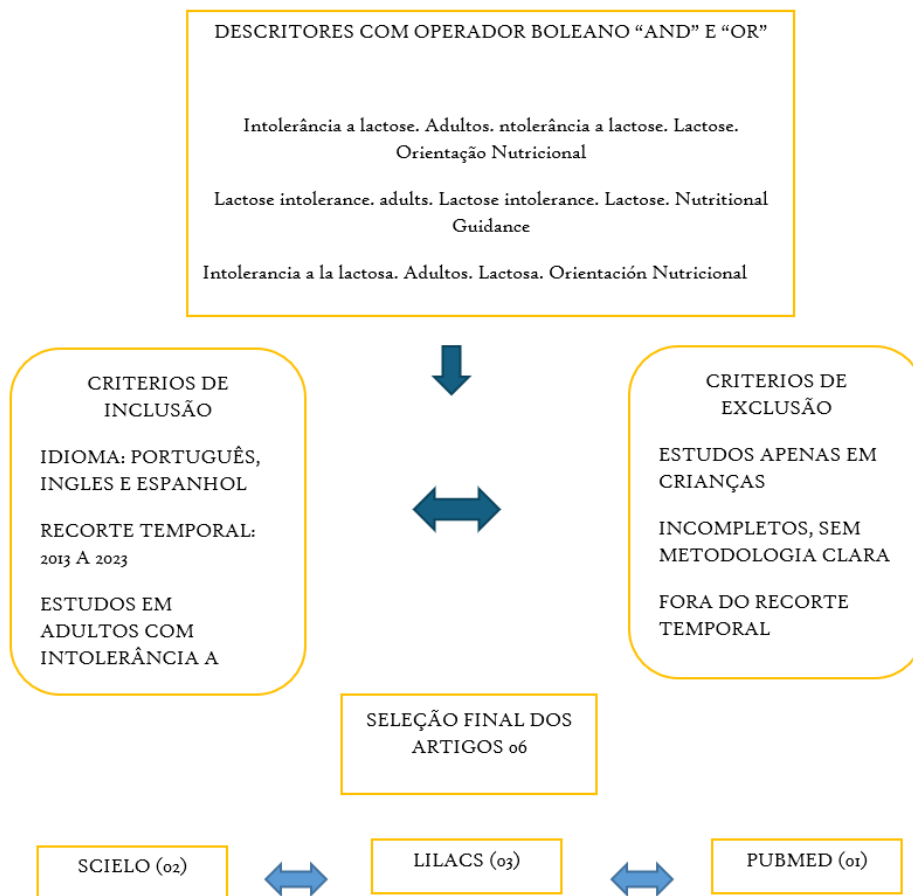 DESCRITORES COM OPERADOR BOLEANO “AND” E “OR”
Intolerância a lactose. Adultos. ntolerância a lactose. Lactose.
Orientação Nutricional
Lactose intolerance. adults. Lactose intolerance. Lactose. Nutritional
Guidance
Intolerancia a la lactosa. Adultos. Lactosa. Orientación Nutricional
CRITERIOS DE
INCLUSÃO
IDIOMA: PORTUGUÊS,
INGLES E ESPANHOL
RECORTE TEMPORAL:
2013 A 2023
ESTUDOS EM
ADULTOS COM
INTOLERÂNCIA A
CRITERIOS DE
EXCLUSÃO
ESTUDOS APENAS EM
CRIANÇAS
INCOMPLETOS, SEM
METODOLOGIA CLARA
FORA DO RECORTE
TEMPORAL
SELEÇÃO FINAL DOS
ARTIGOS 06
SCIELO (02)
LILACS (03)
PUBMED (01)